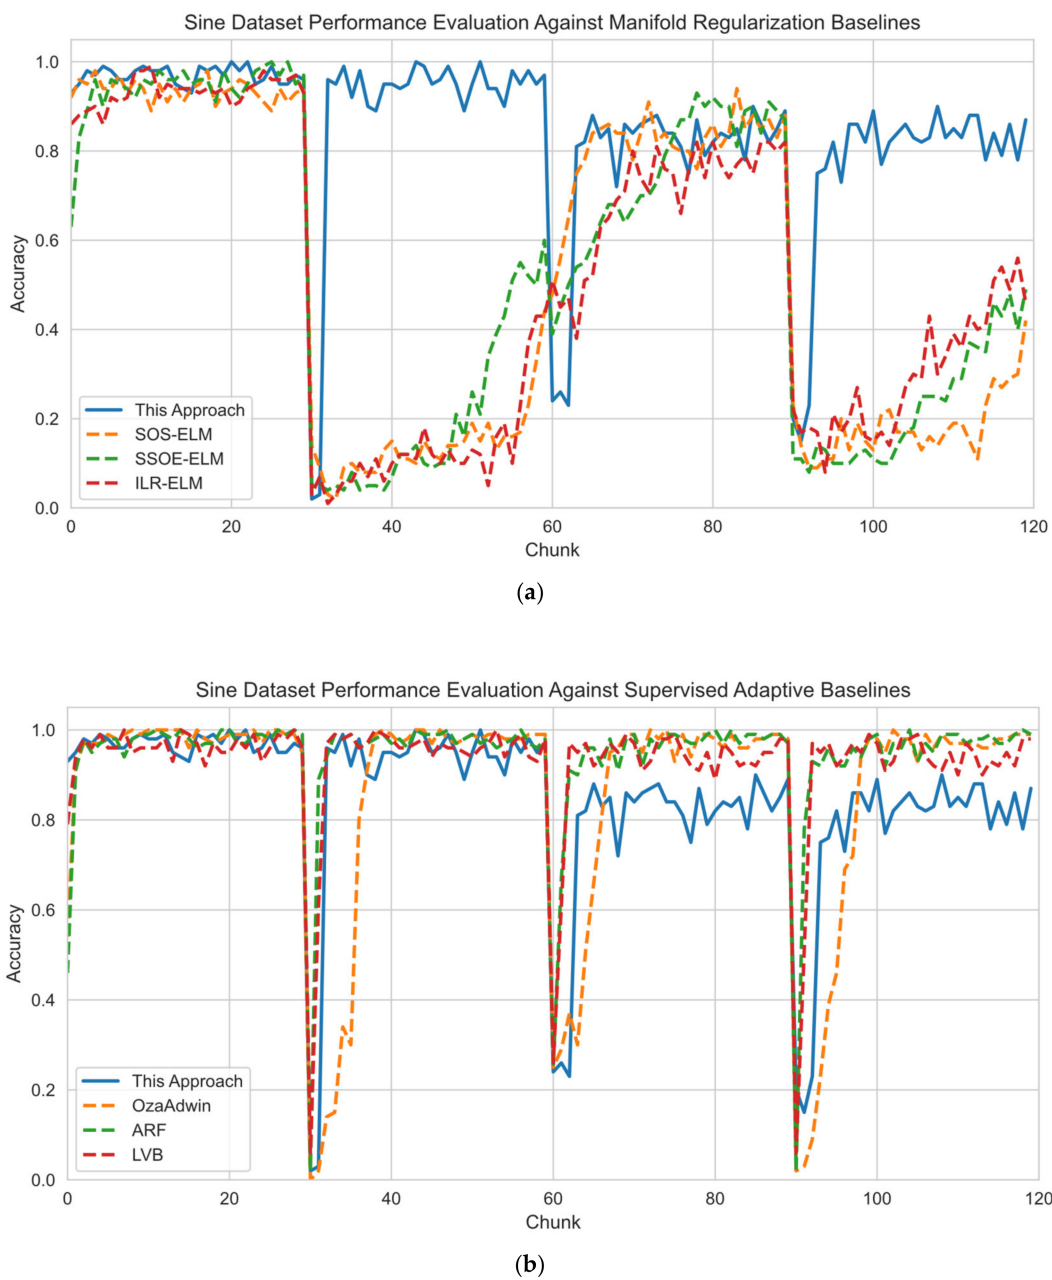 Sine Dataset Performance Evaluation Against Manifold Regularization Baselines
1.0
0.8
0.6
0.4
0.2
0.0
Accuracy
This Approach
SOS-ELM
SSOE-ELM
ILR-ELM
0 20 40 60 80 100 120
Chunk
(a)
Sine Dataset Performance Evaluation Against Supervised Adaptive Baselines
1.0
0.8
0.6
0.4
0.2
0.0
Accuracy
This Approach
OzaAdwin
ARF
LVB
0 20 40 60 80 100 120
Chunk
(b)